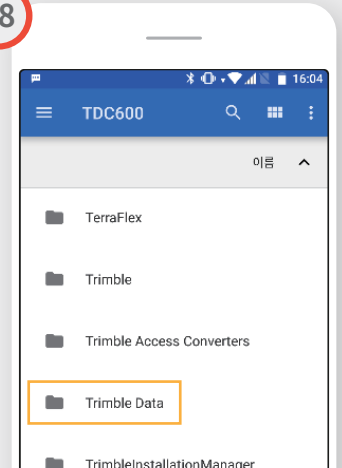 8
16:04
TDC600
이름
TerraFlex
Trimble
Trimble Access Converters
Trimble Data
TrimbleInstallationManager